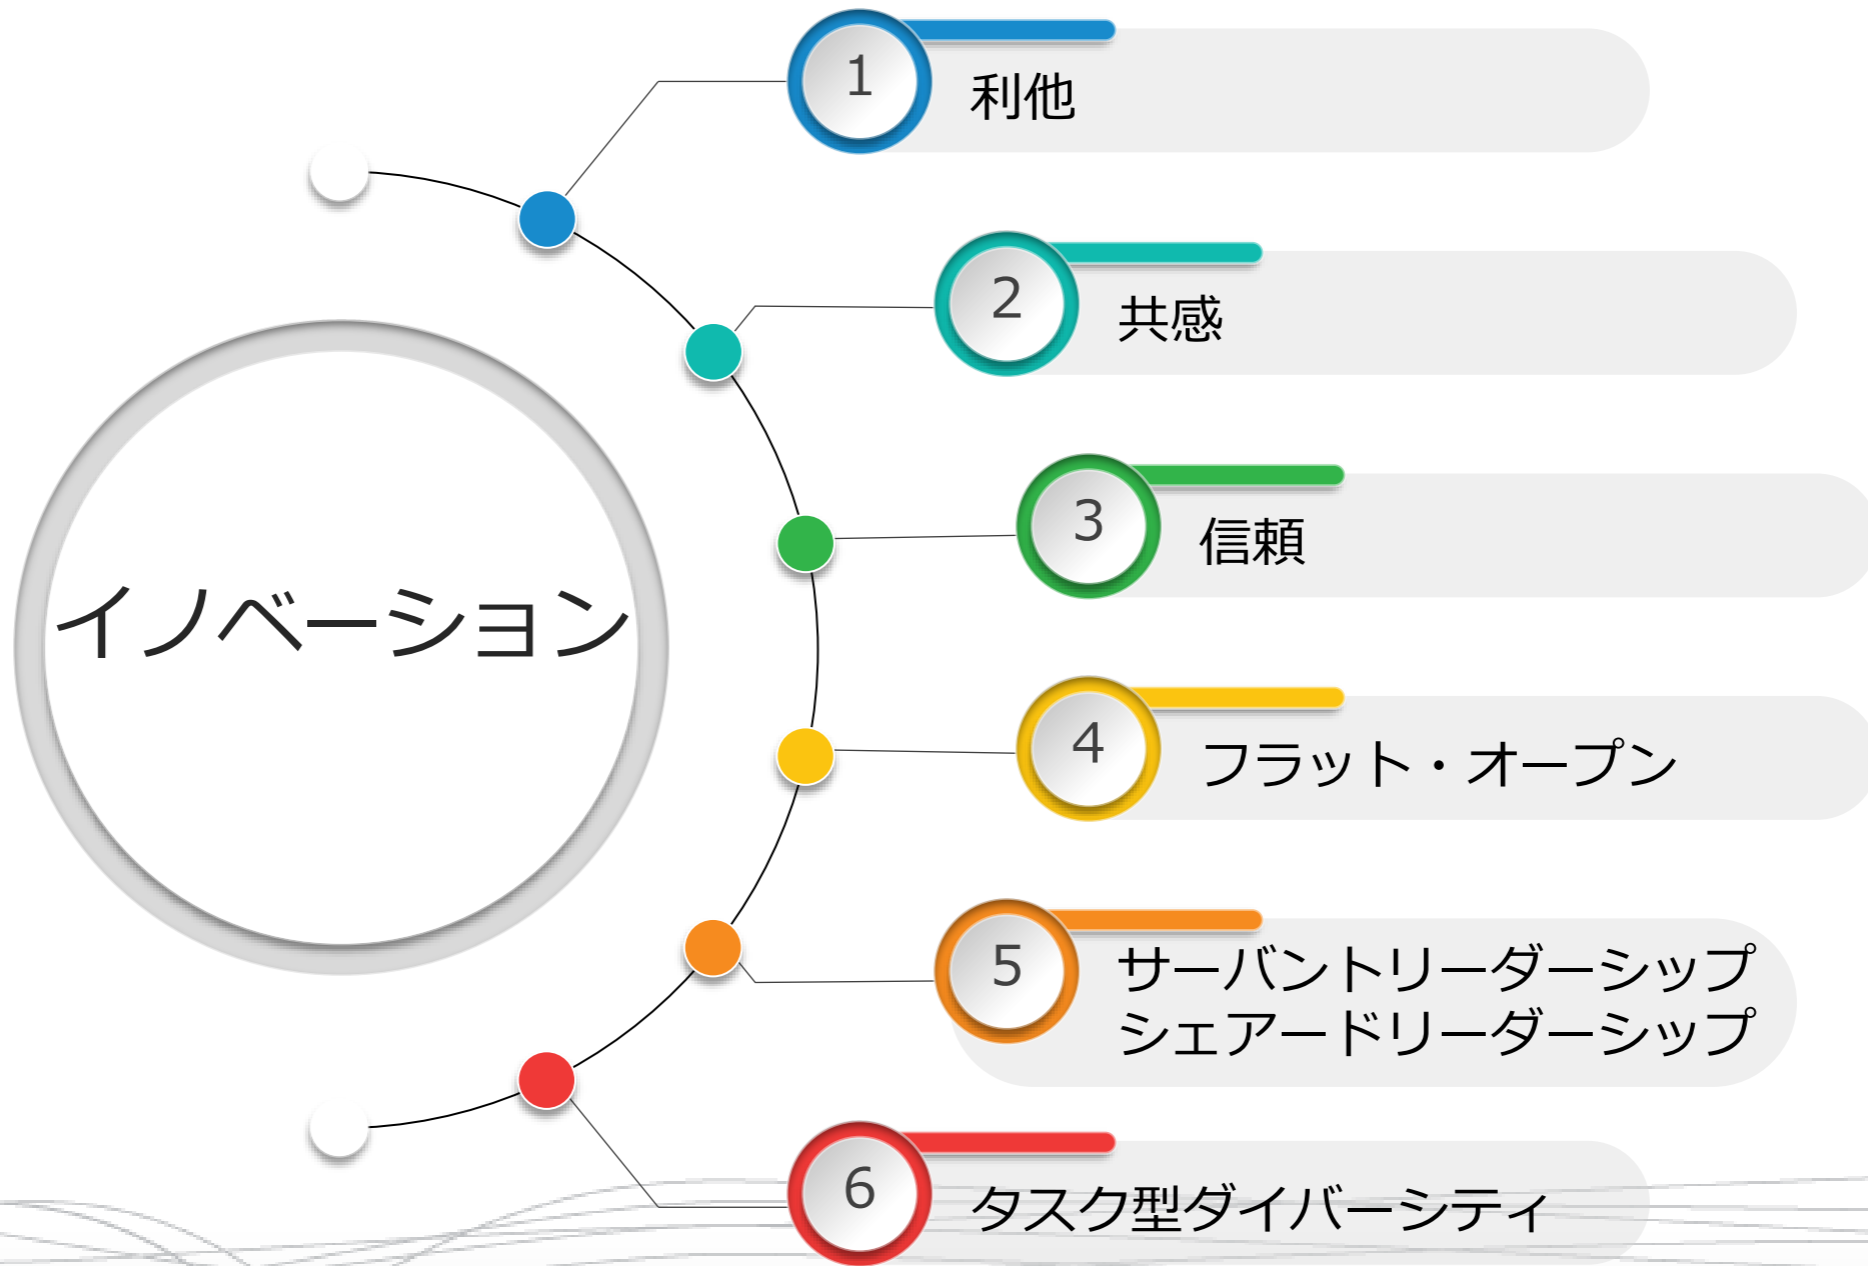 1
利他
2
共感
3
信頼
イノベーション
4
フラット・オープン
5
サーバントリーダーシップ
シェアードリーダーシップ
6
タスク型ダイバーシティ